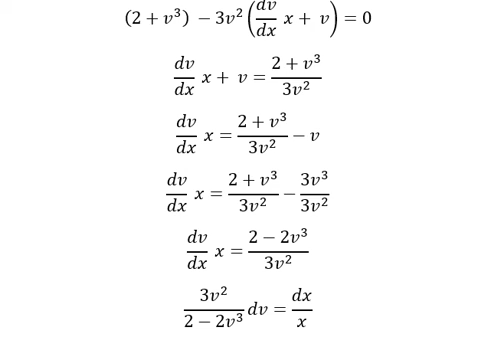 (2 + v³) − 3v² (dv/dx x + v) = 0
dv/dx x + v = (2 + v³)/(3v²)
dv/dx x = (2 + v³)/(3v²) − v
dv/dx x = (2 + v³)/(3v²) − (3v³)/(3v²)
dv/dx x = (2 − 2v³)/(3v²)
(3v²)/(2 − 2v³) dv = dx/x